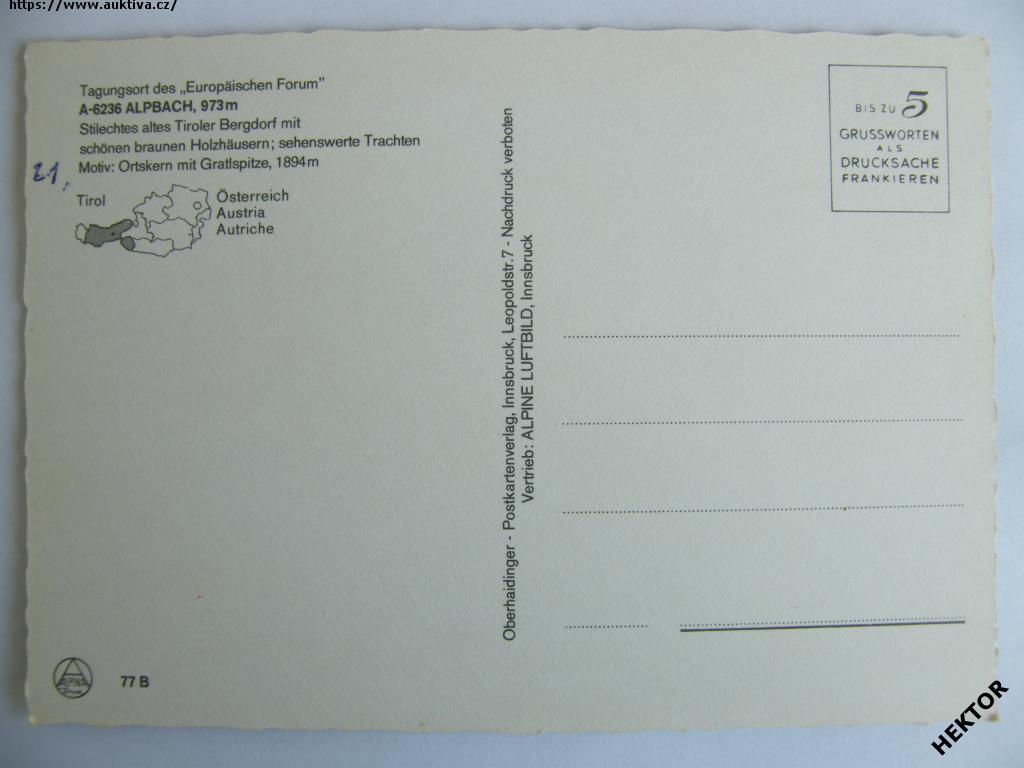 https://www.auktiva.cz/
Tagungsort des „Europäischen Forum"
A-6236 ALPBACH, 973m
Stilechtes altes Tiroler Bergdorf mit
schönen braunen Holzhäusern; sehenswerte Trachten
Motiv: Ortskern mit Gratlspitze, 1894m
21.
Tirol
Österreich
Austria
Autriche
Oberhaidinger - Postkartenverlag, Innsbruck, Leopoldstr. 7 - Nachdruck verboten
Vertrieb: ALPINE LUFTBILD, Innsbruck
BIS ZU 5
GRUSSWORTEN
ALS
DRUCKSACHE
FRANKIEREN
ALPINA
77 B
HEKTOR